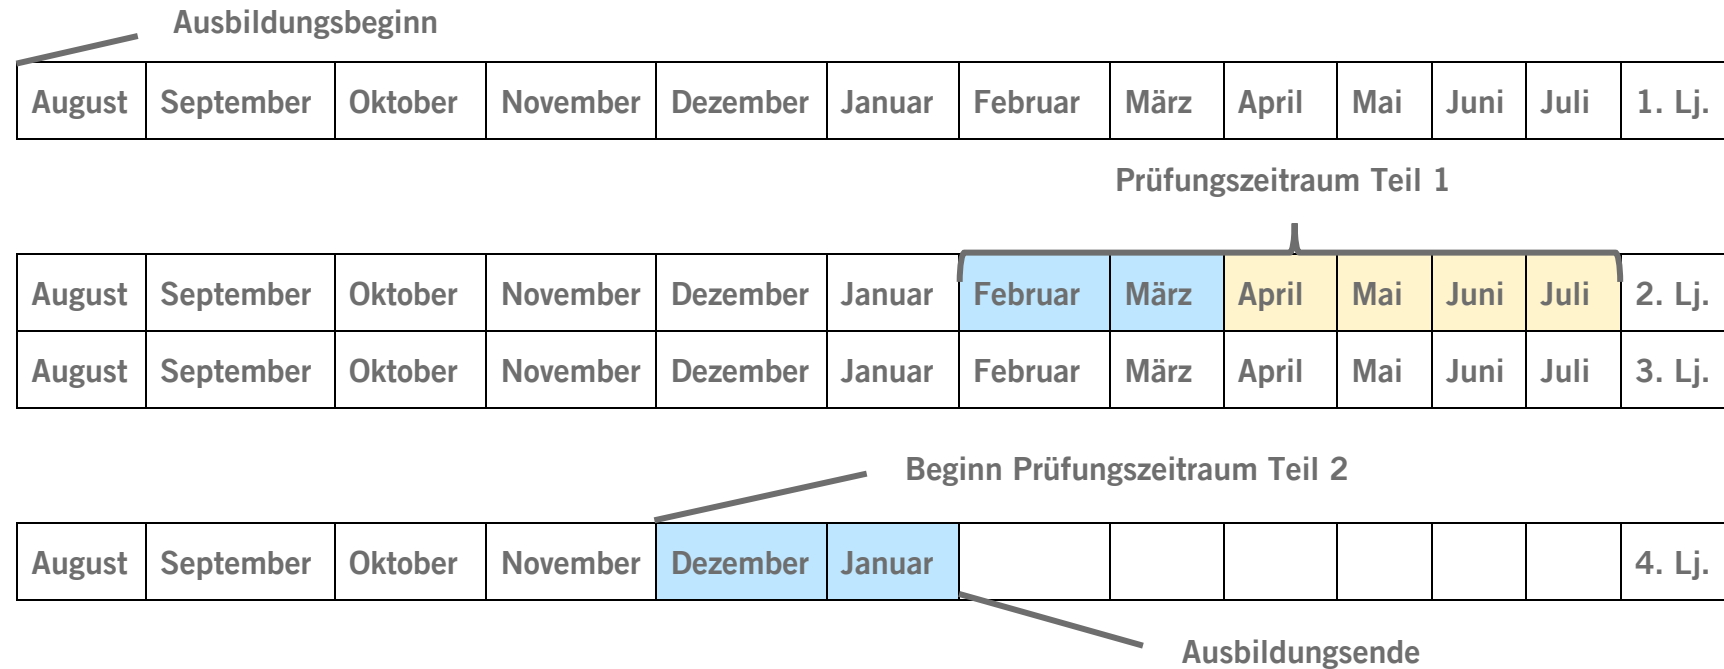 Ausbildungsbeginn
August September Oktober November Dezember Januar Februar März April Mai Juni Juli 1. Lj.
Prüfungszeitraum Teil 1
August September Oktober November Dezember Januar Februar März April Mai Juni Juli 2. Lj.
August September Oktober November Dezember Januar Februar März April Mai Juni Juli 3. Lj.
Beginn Prüfungszeitraum Teil 2
August September Oktober November Dezember Januar 4. Lj.
Ausbildungsende